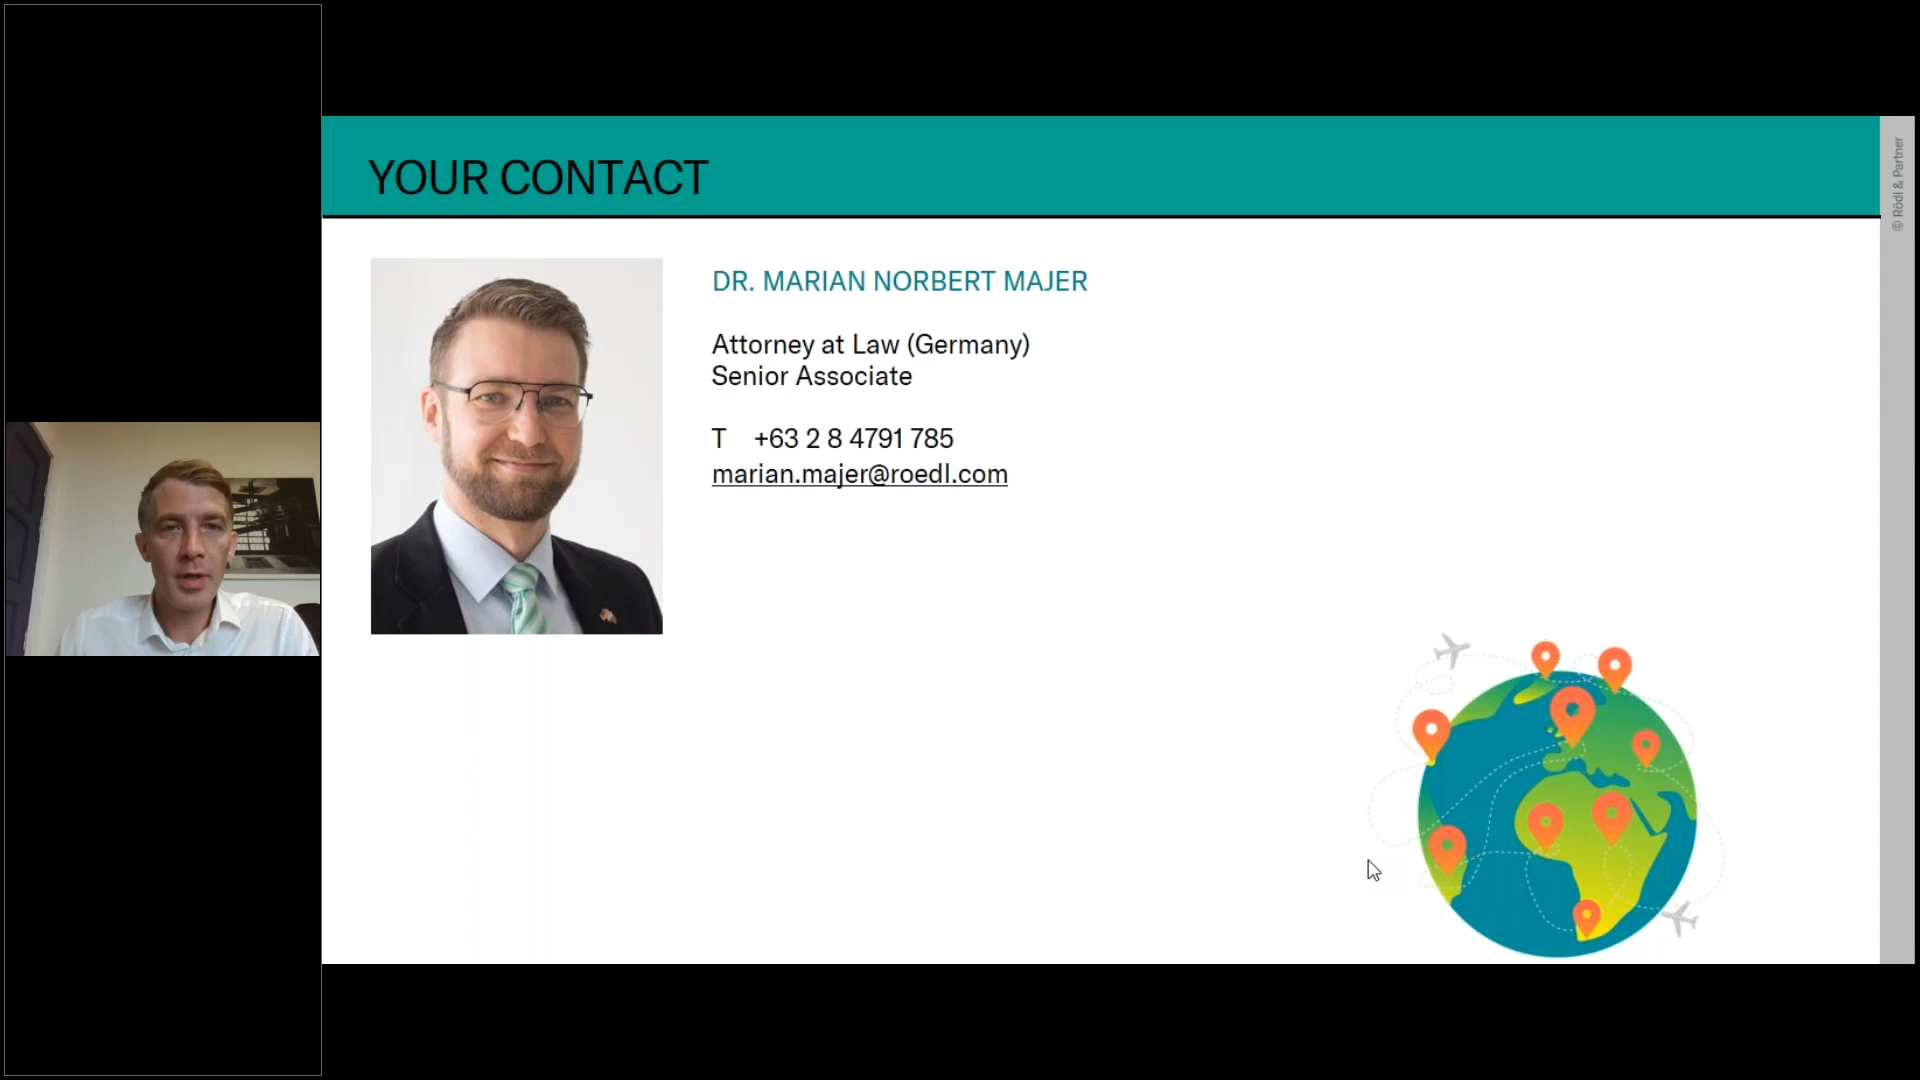 YOUR CONTACT
DR. MARIAN NORBERT MAJER
Attorney at Law (Germany)
Senior Associate
T +63 2 8 4791 785
marian.majer@roedl.com
© Rödl & Partner